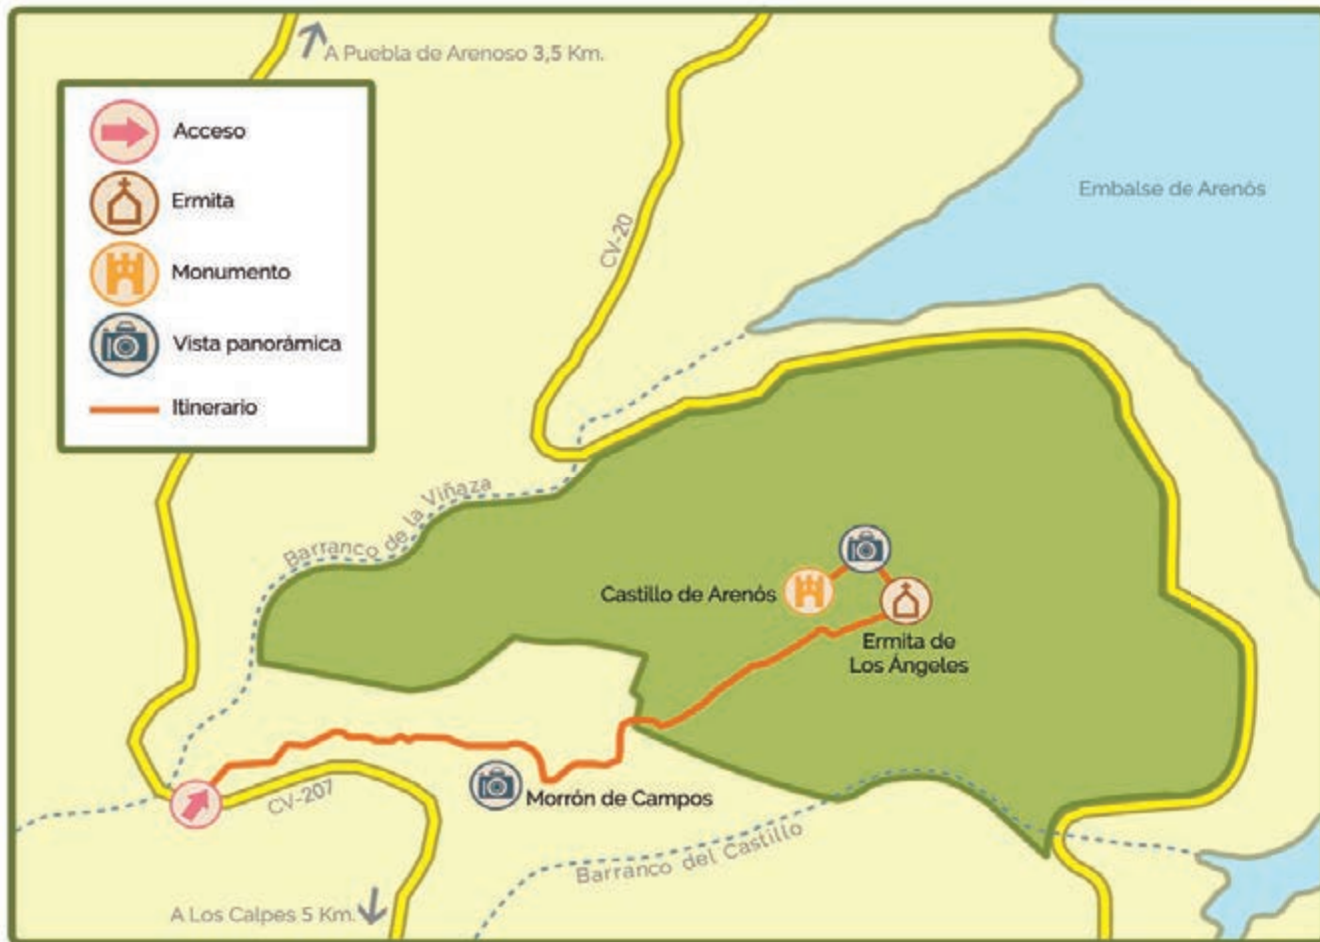 A Puebla de Arenoso 3,5 Km.
Acceso
Ermita
Monumento
Vista panorámica
Itinerario
CV-20
Embalse de Arenós
Barranco de la Viñaza
Castillo de Arenós
Ermita de
Los Ángeles
CV-207
Morrón de Campos
Barranco del Castillo
A Los Calpes 5 Km.